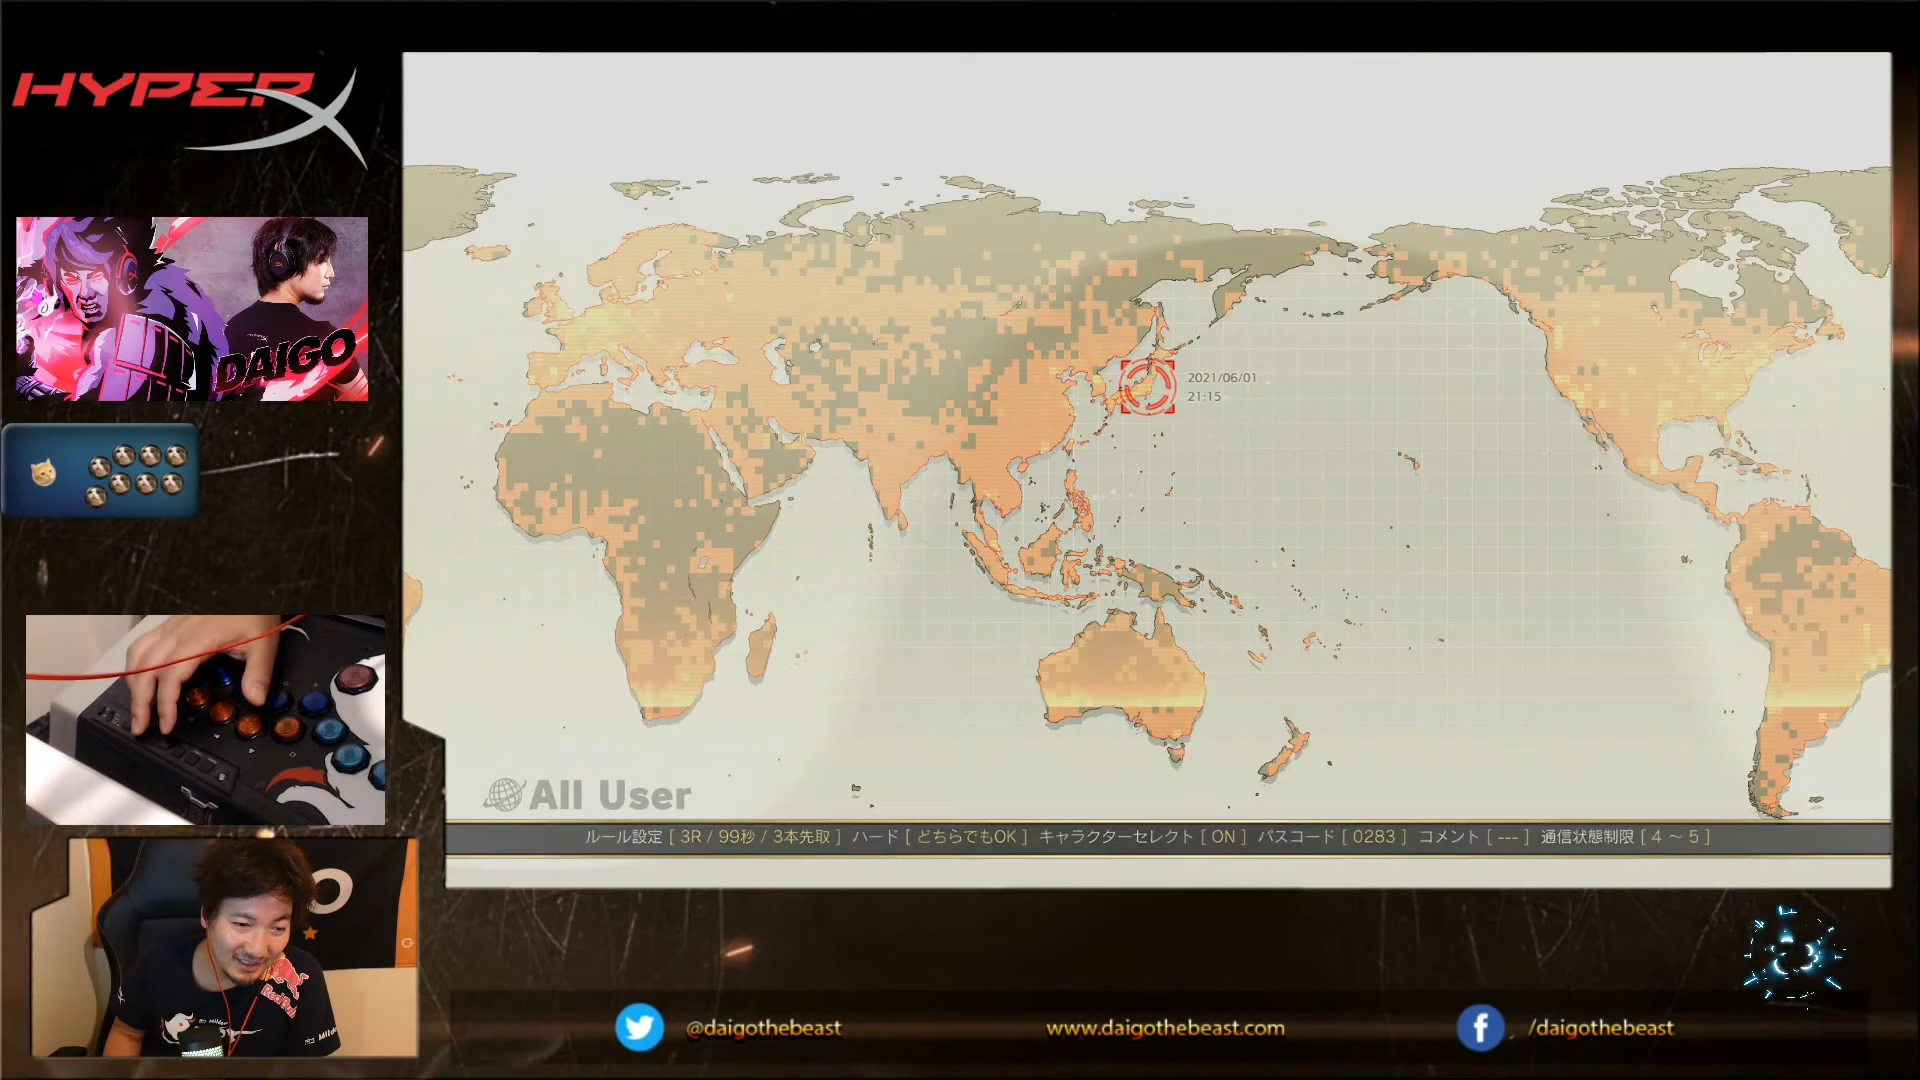 HYPERX
DAIGO
2021/06/01
21:15
All User
ルール設定 [ 3R / 99秒 / 3本先取 ] ハード [ どちらでもOK ] キャラクターセレクト [ ON ] パスコード [ 0283 ] コメント [ --- ] 通信状態制限 [ 4 ～ 5 ]
RedBull
Mildom
@daigothebeast
www.daigothebeast.com
/daigothebeast